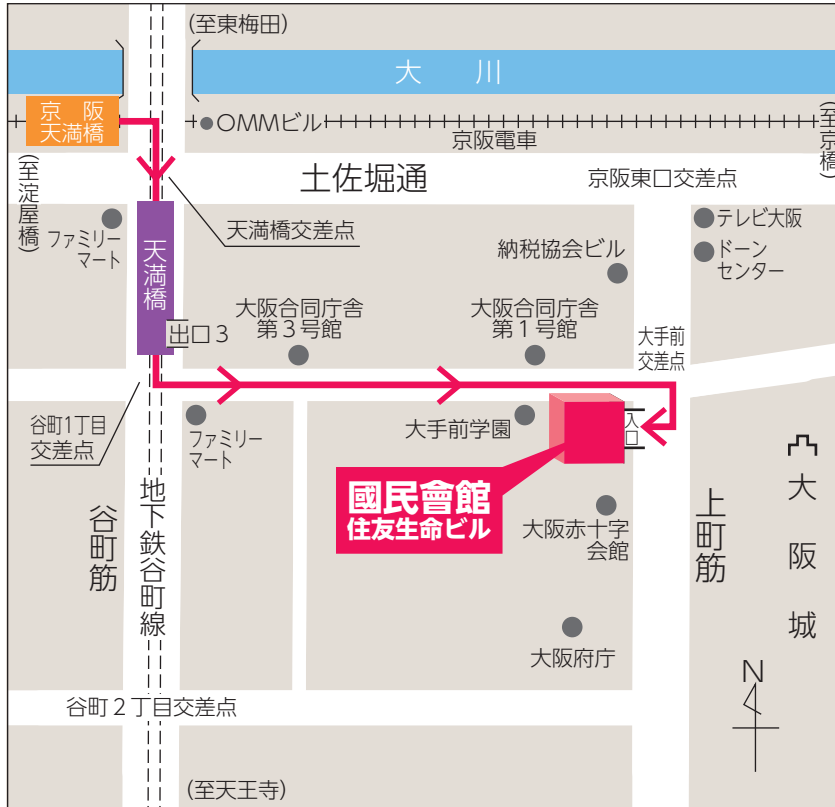 (至東梅田)
大川
京阪
天満橋
OMMビル
京阪電車
(至京橋)
(至淀屋橋)
土佐堀通
京阪東口交差点
天満橋交差点
ファミリー
マート
天満橋
出口3
納税協会ビル
テレビ大阪
ドーン
センター
大阪合同庁舎
第3号館
大阪合同庁舎
第1号館
大手前
交差点
谷町1丁目
交差点
ファミリー
マート
大手前学園
入口
國民會館
住友生命ビル
大阪赤十字
会館
谷町筋
地下鉄谷町線
上町筋
大阪城
大阪府庁
N
谷町2丁目交差点
(至天王寺)